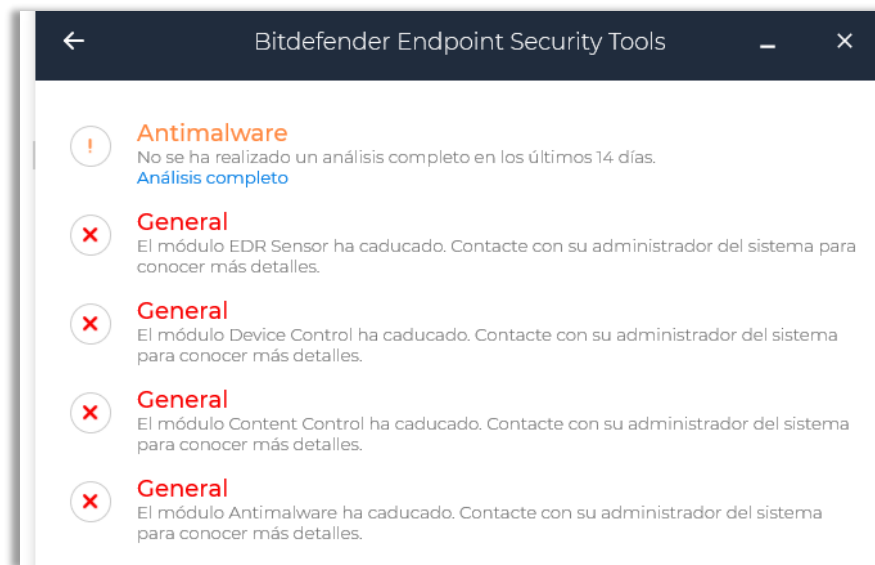 Bitdefender Endpoint Security Tools
Antimalware
No se ha realizado un análisis completo en los últimos 14 días.
Análisis completo
General
El módulo EDR Sensor ha caducado. Contacte con su administrador del sistema para
conocer más detalles.
General
El módulo Device Control ha caducado. Contacte con su administrador del sistema
para conocer más detalles.
General
El módulo Content Control ha caducado. Contacte con su administrador del sistema
para conocer más detalles.
General
El módulo Antimalware ha caducado. Contacte con su administrador del sistema
para conocer más detalles.